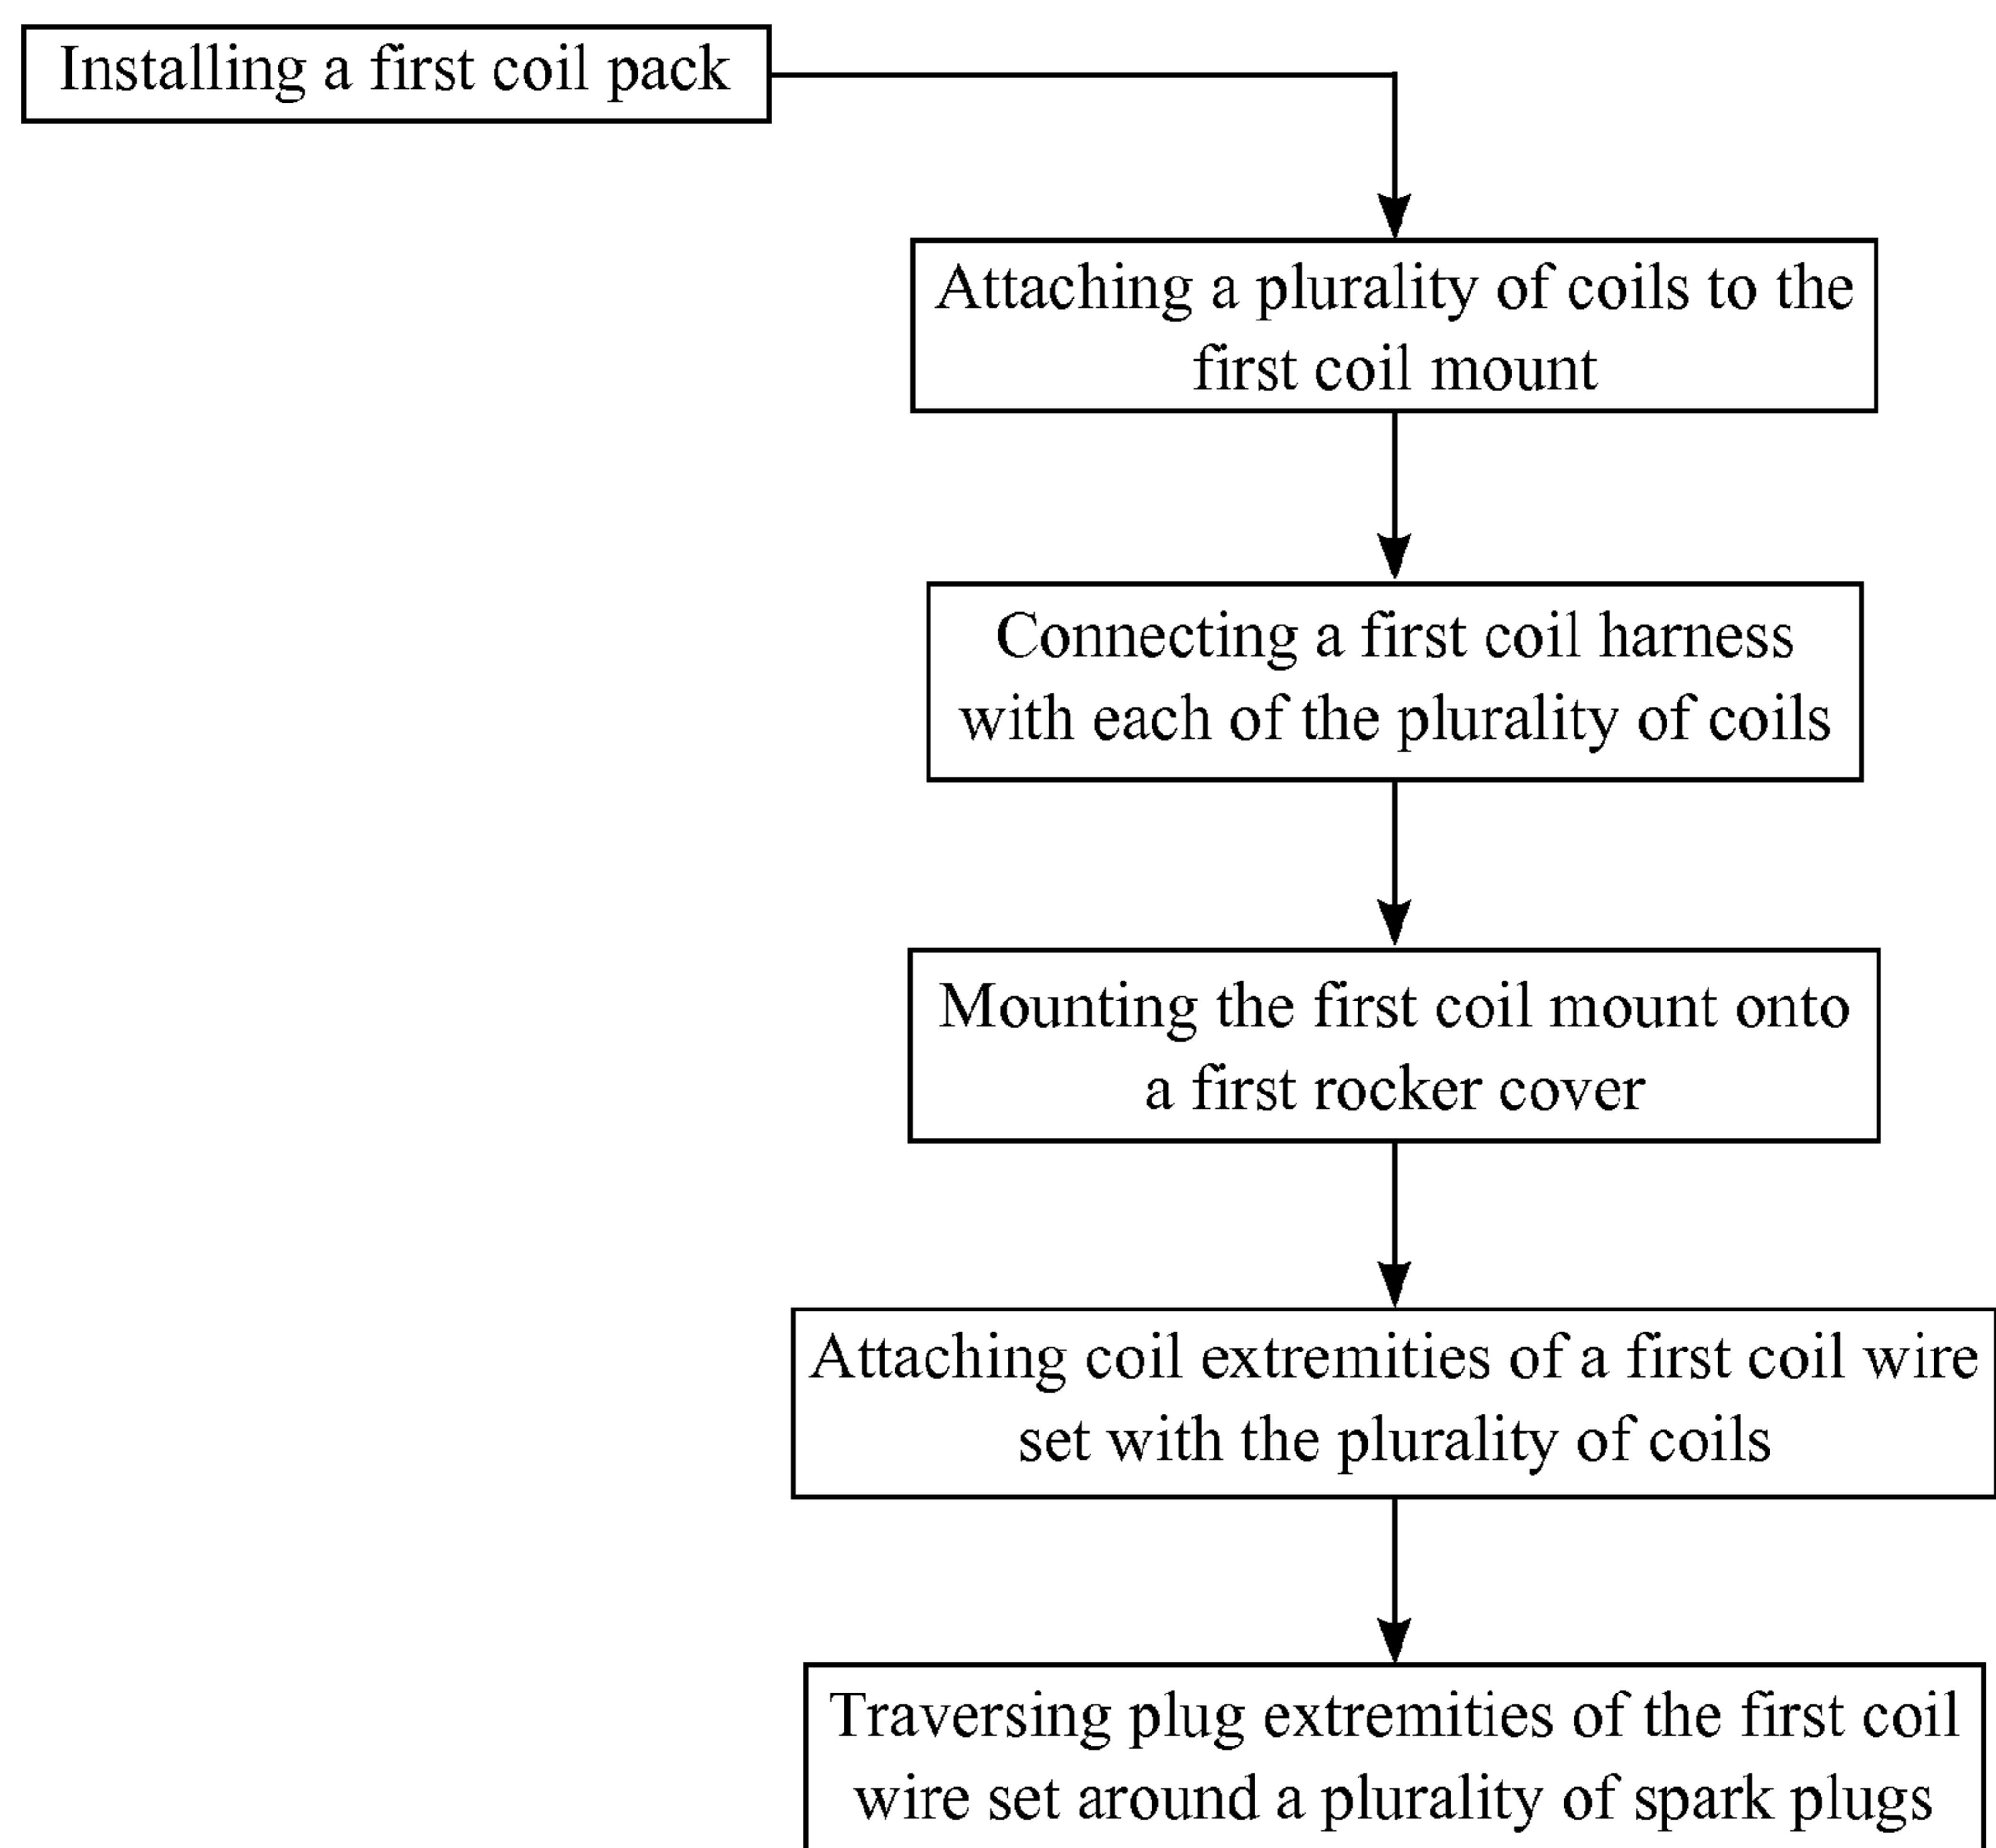 Installing a first coil pack
Attaching a plurality of coils to the
first coil mount
Connecting a first coil harness
with each of the plurality of coils
Mounting the first coil mount onto
a first rocker cover
Attaching coil extremities of a first coil wire
set with the plurality of coils
Traversing plug extremities of the first coil
wire set around a plurality of spark plugs